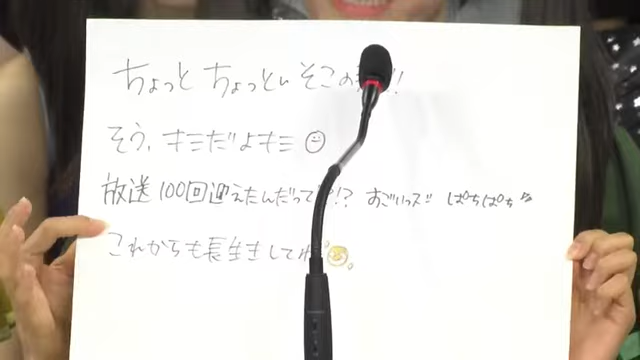 ちょっと ちょっとぃ そこの!!
そう、キミだよキミ
放送100回迎えたんだって!? すごいっス!! ぱちぱち
これからも長生きしてね